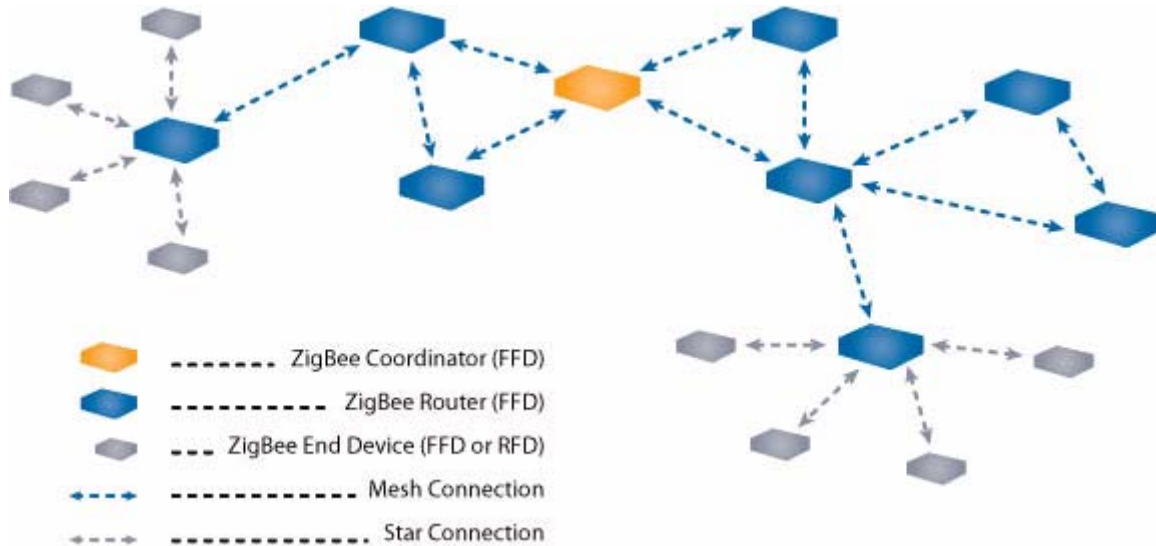 ZigBee Coordinator (FFD)
ZigBee Router (FFD)
ZigBee End Device (FFD or RFD)
Mesh Connection
Star Connection